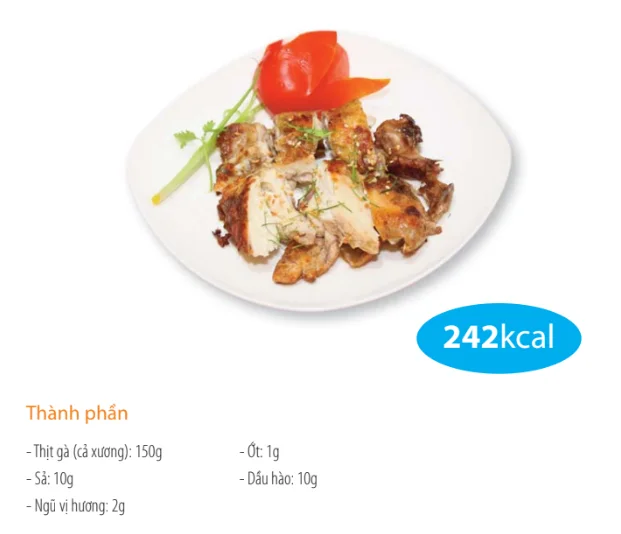 242kcal
Thành phần
- Thịt gà (cả xương): 150g
- Sả: 10g
- Ngũ vị hương: 2g
- Ớt: 1g
- Dầu hào: 10g